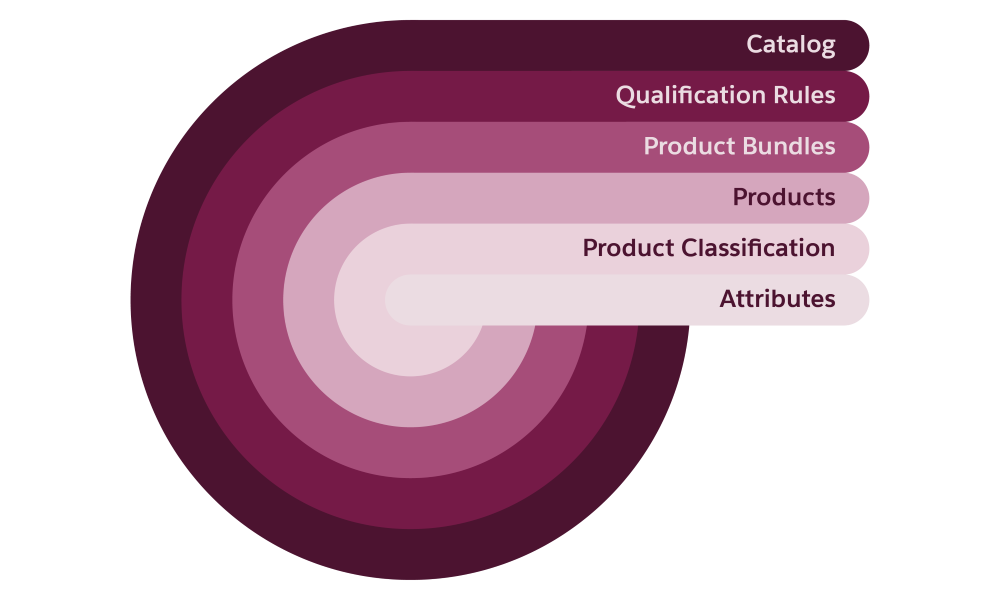 Catalog
Qualification Rules
Product Bundles
Products
Product Classification
Attributes